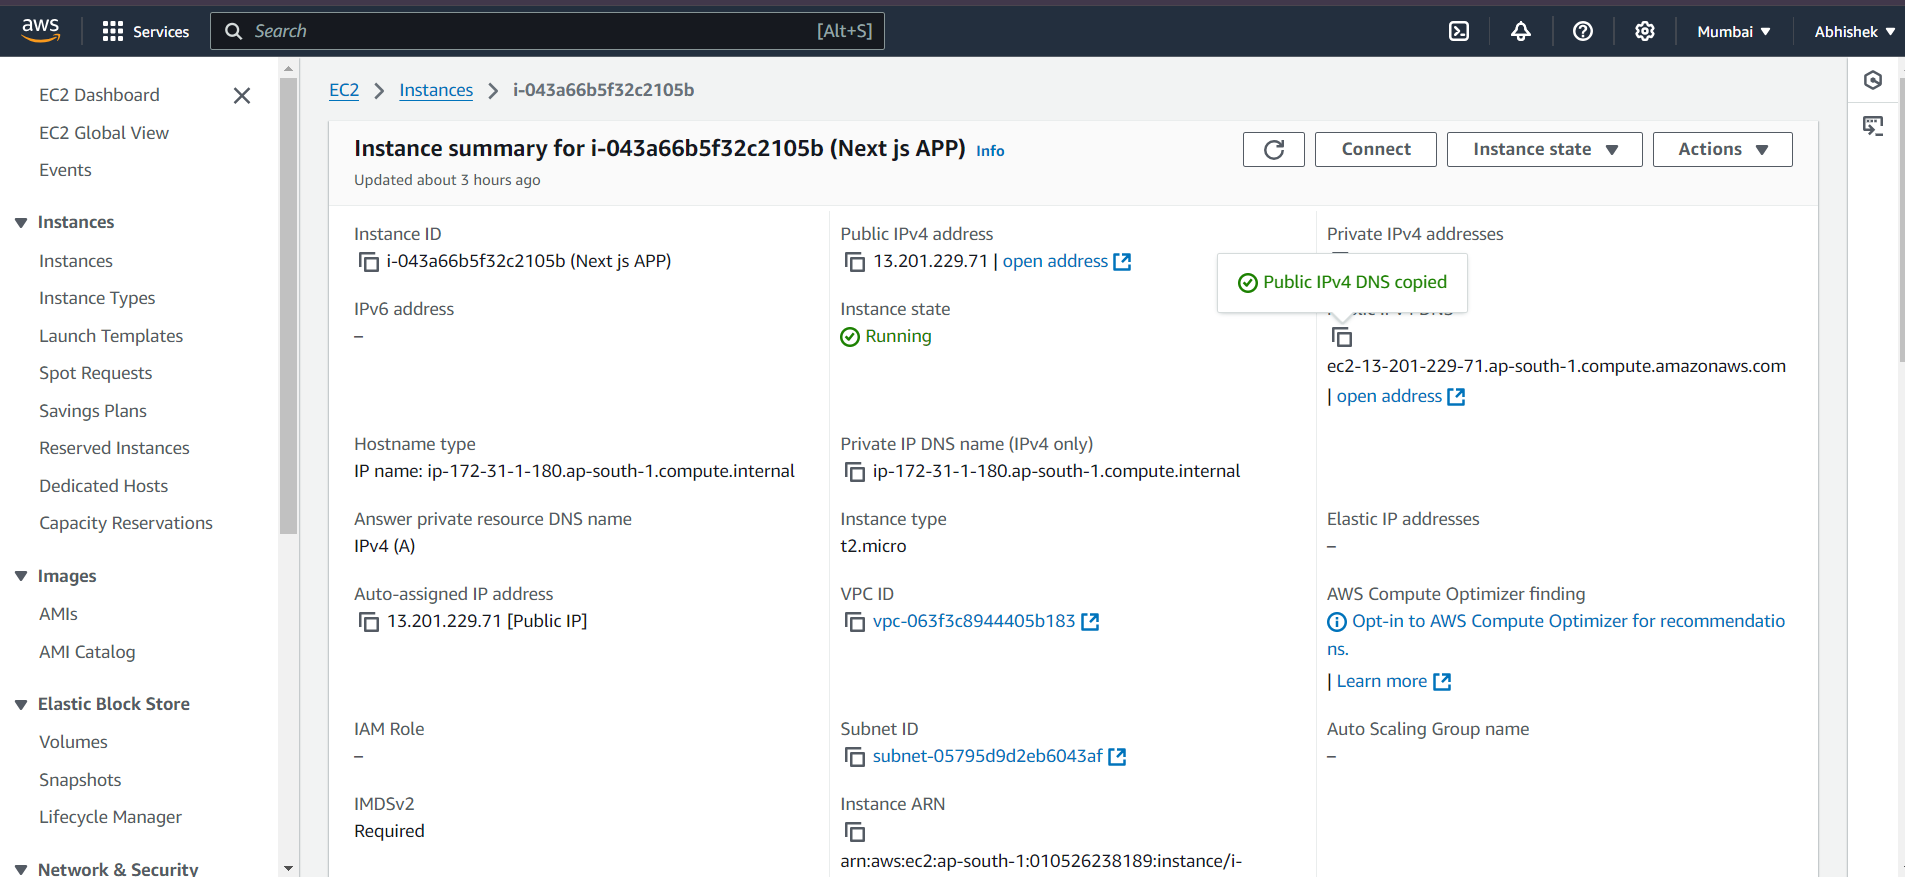 aws
Services
Search
[Alt+S]
Mumbai
Abhishek
EC2 Dashboard
EC2 Global View
Events
Instances
Instances
Instance Types
Launch Templates
Spot Requests
Savings Plans
Reserved Instances
Dedicated Hosts
Capacity Reservations
Images
AMIs
AMI Catalog
Elastic Block Store
Volumes
Snapshots
Lifecycle Manager
Network & Security
EC2 > Instances > i-043a66b5f32c2105b
Instance summary for i-043a66b5f32c2105b (Next js APP) Info
Updated about 3 hours ago
Connect
Instance state
Actions
Instance ID
i-043a66b5f32c2105b (Next js APP)
Public IPv4 address
13.201.229.71 | open address
Private IPv4 addresses
Public IPv4 DNS copied
IPv6 address
–
Instance state
Running
Public IPv4 DNS
ec2-13-201-229-71.ap-south-1.compute.amazonaws.com
| open address
Hostname type
IP name: ip-172-31-1-180.ap-south-1.compute.internal
Private IP DNS name (IPv4 only)
ip-172-31-1-180.ap-south-1.compute.internal
Answer private resource DNS name
IPv4 (A)
Instance type
t2.micro
Elastic IP addresses
–
Auto-assigned IP address
13.201.229.71 [Public IP]
VPC ID
vpc-063f3c8944405b183
AWS Compute Optimizer finding
Opt-in to AWS Compute Optimizer for recommendatio
ns.
| Learn more
IAM Role
–
Subnet ID
subnet-05795d9d2eb6043af
Auto Scaling Group name
–
IMDSv2
Required
Instance ARN
arn:aws:ec2:ap-south-1:010526238189:instance/i-